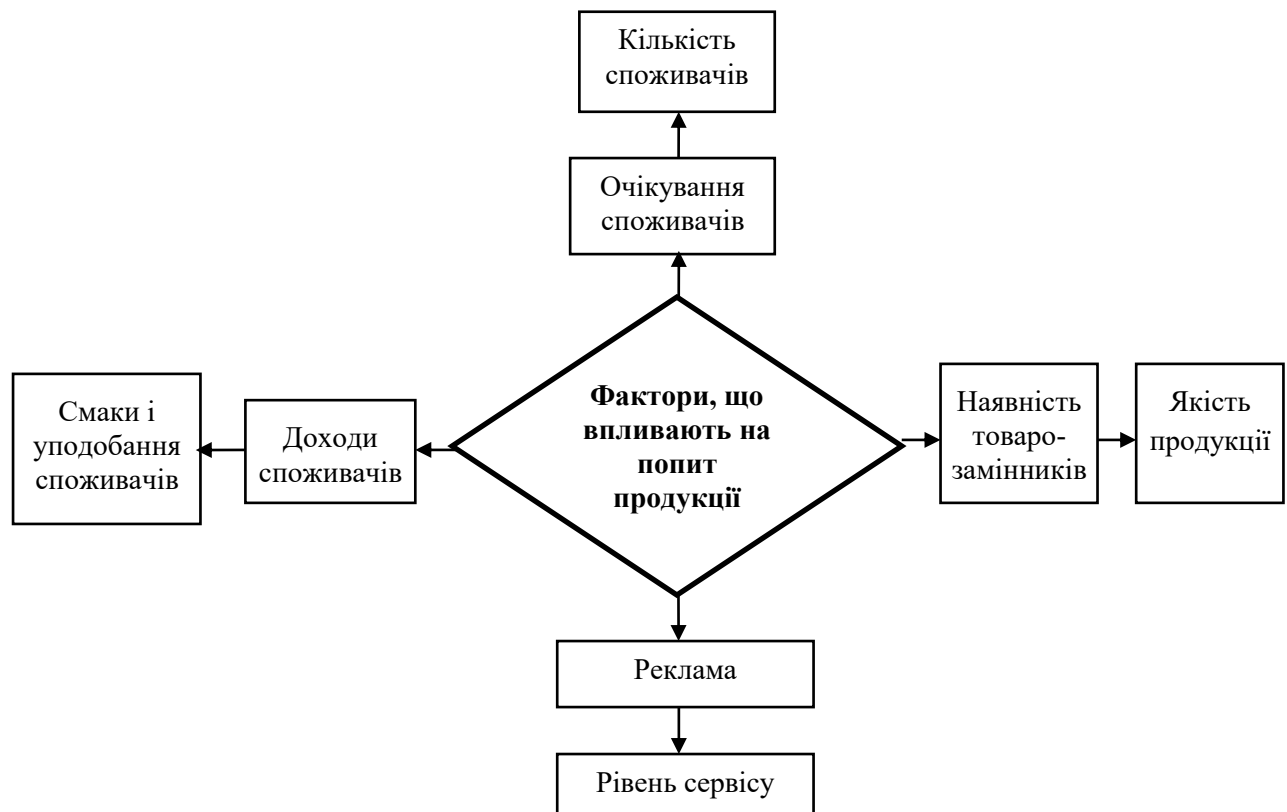 Кількість
споживачів
Очікування
споживачів
Смаки і
уподобання
споживачів
Доходи
споживачів
Фактори, що
впливають на
попит
продукції
Наявність
товаро-
замінників
Якість
продукції
Реклама
Рівень сервісу